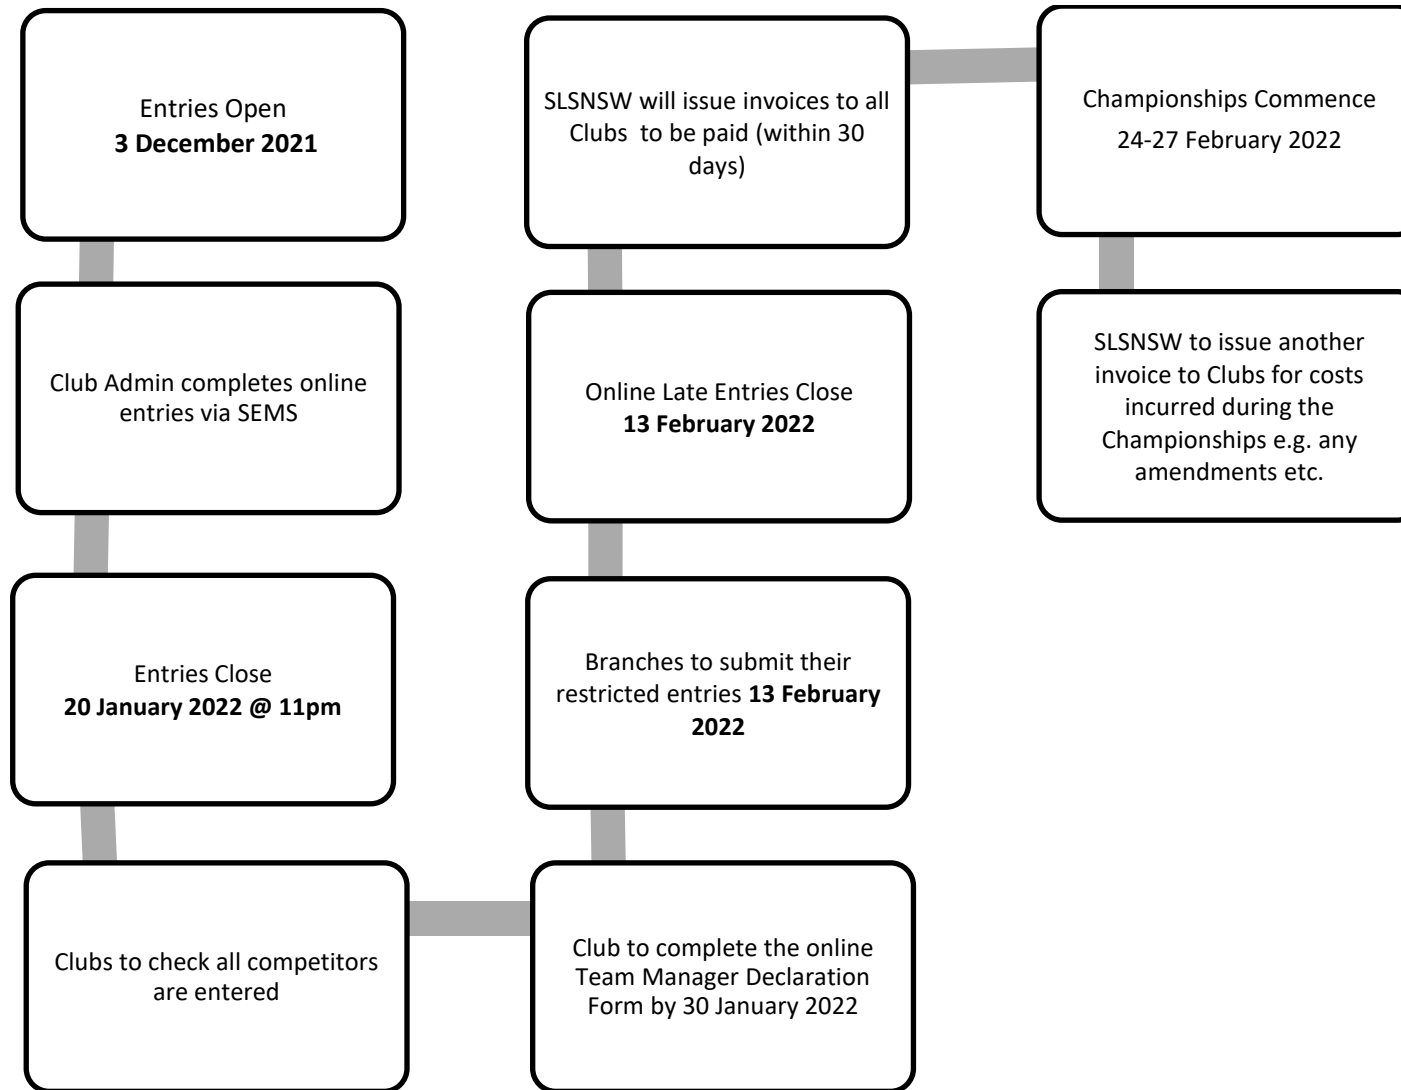 Entries Open
3 December 2021
Club Admin completes online
entries via SEMS
Entries Close
20 January 2022 @ 11pm
Clubs to check all competitors
are entered
Club to complete the online
Team Manager Declaration
Form by 30 January 2022
Branches to submit their
restricted entries 13 February
2022
Online Late Entries Close
13 February 2022
SLSNSW will issue invoices to all
Clubs to be paid (within 30
days)
Championships Commence
24-27 February 2022
SLSNSW to issue another
invoice to Clubs for costs
incurred during the
Championships e.g. any
amendments etc.